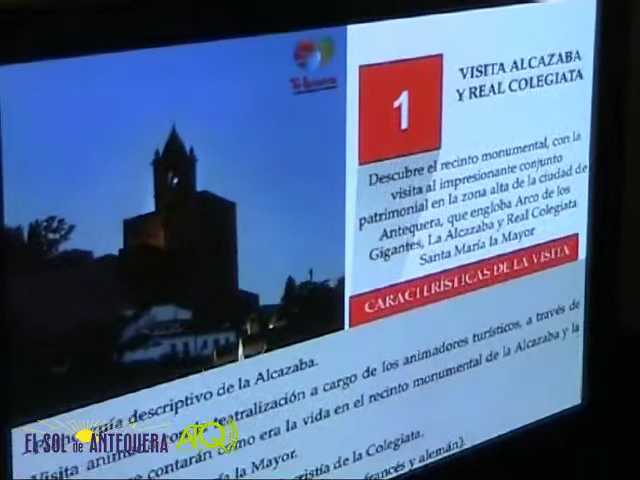 1
VISITA ALCAZABA
Y REAL COLEGIATA
Descubre el recinto monumental, con la
visita al impresionante conjunto
patrimonial en la zona alta de la ciudad de
Antequera, que engloba Arco de los
Gigantes, La Alcazaba y Real Colegiata
Santa María la Mayor
CARACTERÍSTICAS DE LA VISITA
descriptivo de la Alcazaba.
Visita teatralización a cargo de los animadores turísticos, a través de
contarán como era la vida en el recinto monumental de la Alcazaba y la
la Mayor.
de la Colegiata.
francés y alemán).
EL SOL de ANTEQUERA ATQ